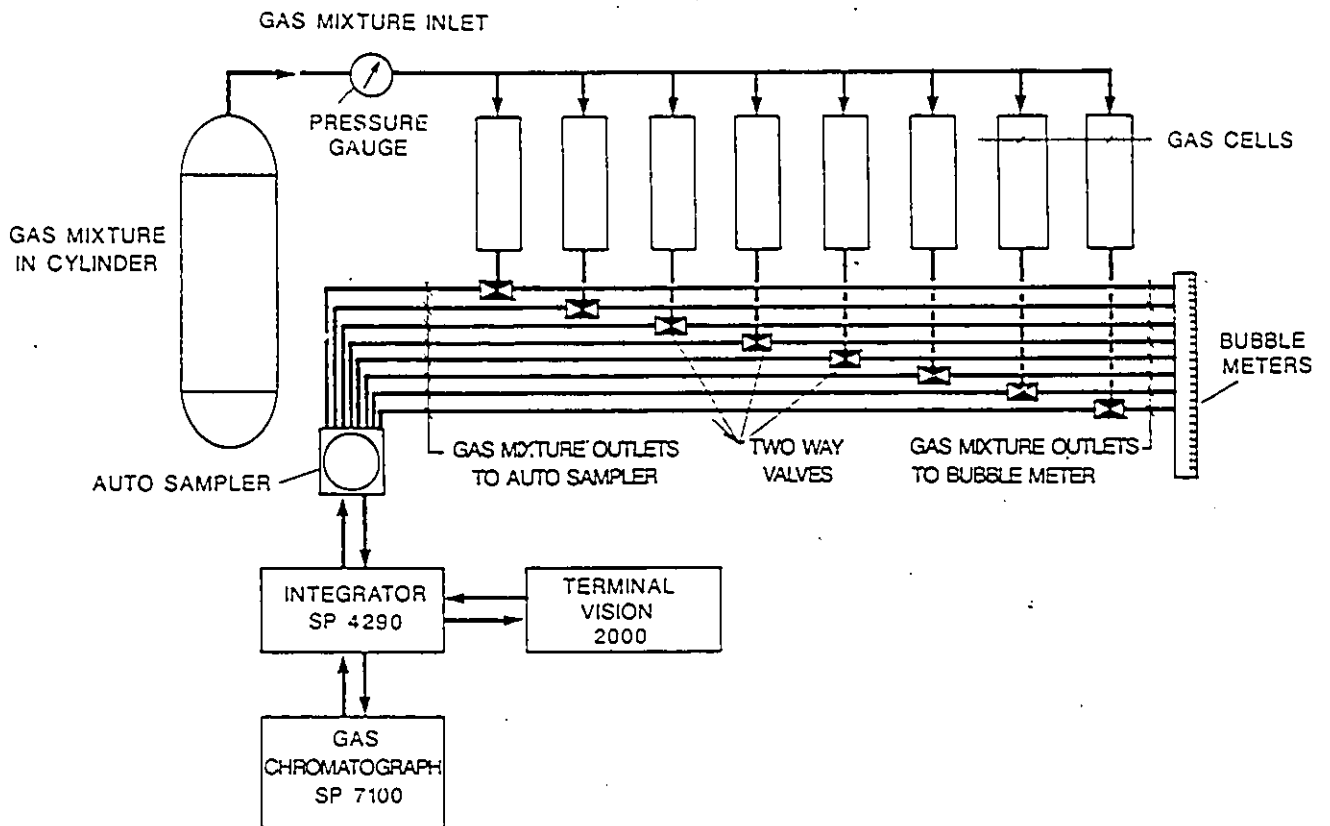 GAS MIXTURE INLET
PRESSURE
GAUGE
GAS CELLS
GAS MIXTURE
IN CYLINDER
BUBBLE
METERS
GAS MIXTURE OUTLETS
TO AUTO SAMPLER
TWO WAY
VALVES
GAS MIXTURE OUTLETS
TO BUBBLE METER
AUTO SAMPLER
INTEGRATOR
SP 4290
TERMINAL
VISION
2000
GAS
CHROMATOGRAPH
SP 7100